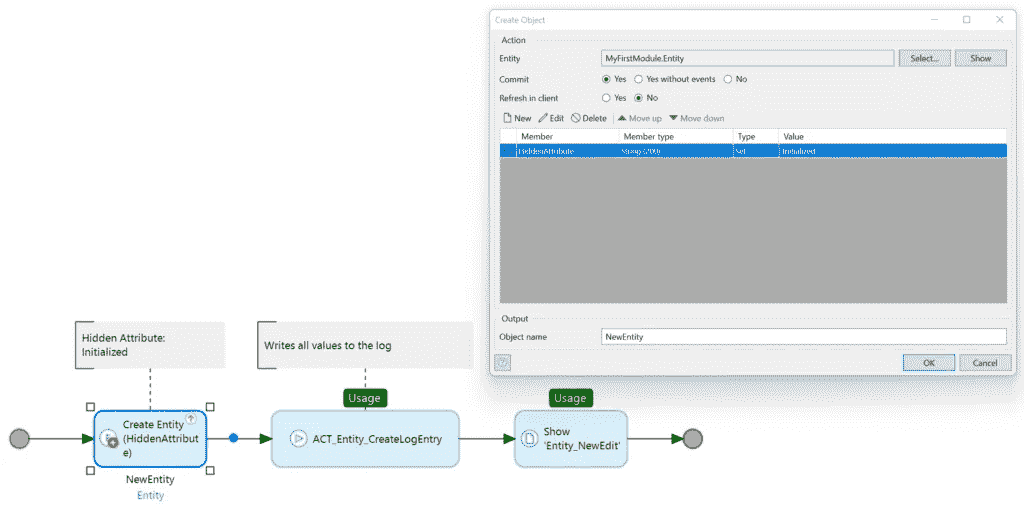 Create Object
Action
Entity MyFirstModule.Entity Select... Show
Commit Yes Yes without events No
Refresh in client Yes No
New Edit Delete Move up Move down
Member Member type Type Value
HiddenAttribute String (200) Set 'Initialized'
Output
Object name NewEntity
OK Cancel
Hidden Attribute:
Initialized
Writes all values to the log
Usage
Usage
Create Entity
(HiddenAttribut
e)
ACT_Entity_CreateLogEntry
Show
'Entity_NewEdit'
NewEntity
Entity